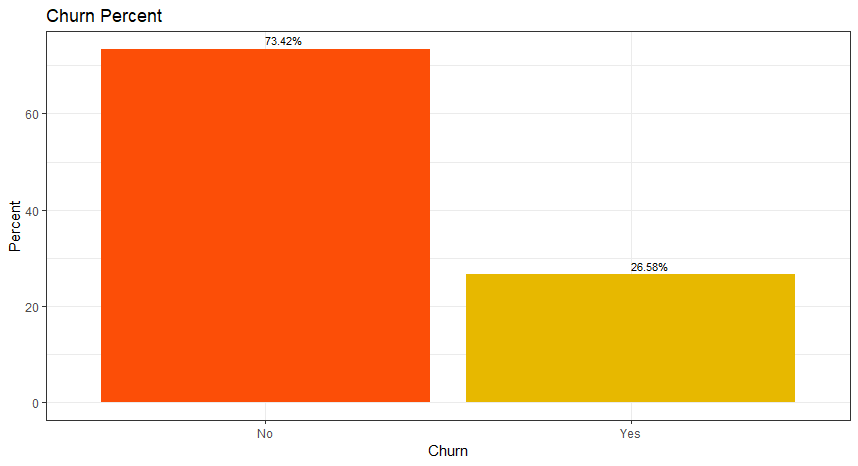 Churn Percent
73.42%
26.58%
60
40
20
0
Percent
No
Yes
Churn